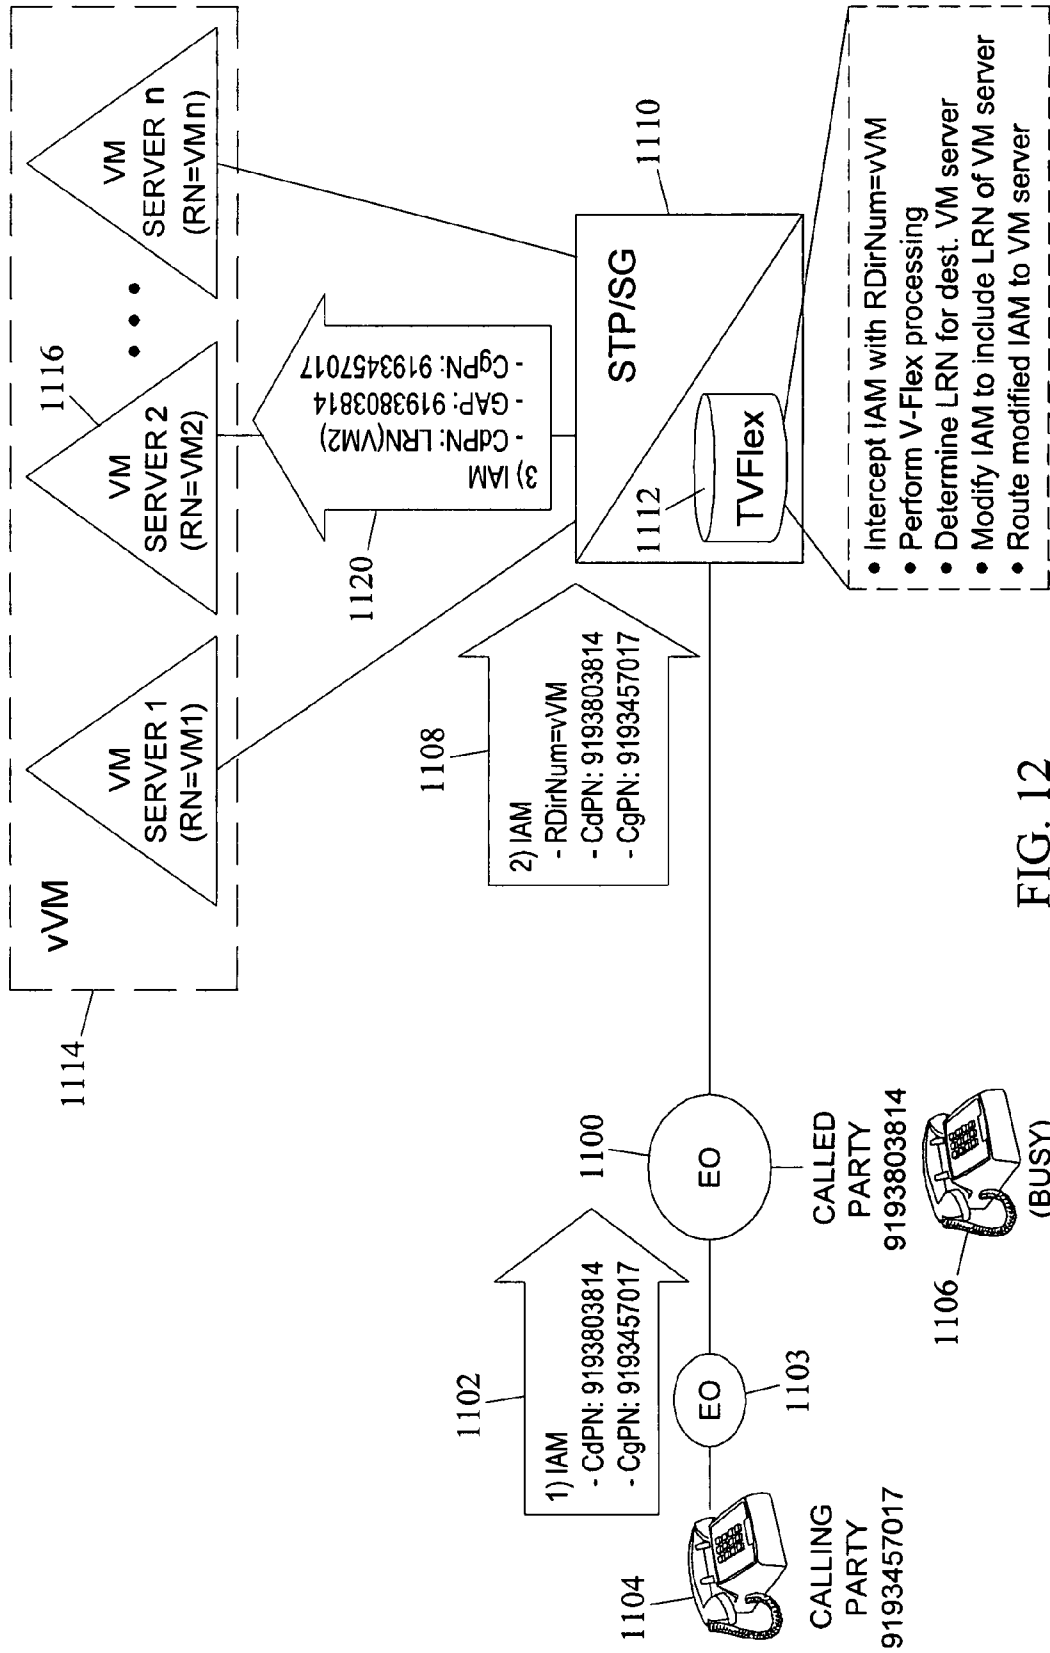 vVM
1114
VM
SERVER 1
(RN=VM1)
VM
SERVER 2
(RN=VM2)
1116
VM
SERVER n
(RN=VMn)
1120
3) IAM
- CdPN: LRN(VM2)
- GAP: 9193803814
- CgPN: 9193457017
1108
2) IAM
- RDirNum=vVM
- CdPN: 9193803814
- CgPN: 9193457017
STP/SG
1110
1112
TVFlex
1102
1) IAM
- CdPN: 9193803814
- CgPN: 9193457017
1104
EO
1103
EO
1100
CALLING
PARTY
9193457017
CALLED
PARTY
9193803814
1106
(BUSY)
• Intercept IAM with RDirNum=vVM
• Perform V-Flex processing
• Determine LRN for dest. VM server
• Modify IAM to include LRN of VM server
• Route modified IAM to VM server
FIG. 12